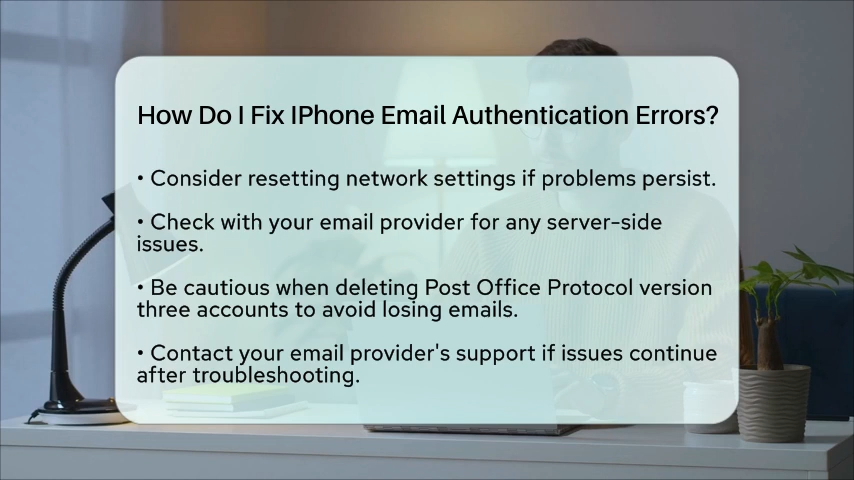 How Do I Fix IPhone Email Authentication Errors?
• Consider resetting network settings if problems persist.
• Check with your email provider for any server-side
issues.
• Be cautious when deleting Post Office Protocol version
three accounts to avoid losing emails.
• Contact your email provider's support if issues continue
after troubleshooting.